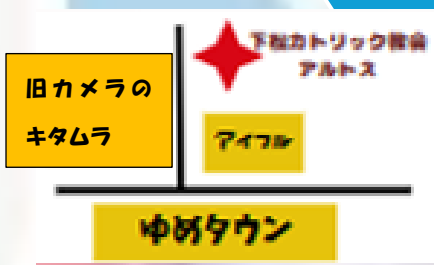 下松カトリック教会
アルトス
旧カメラの
キタムラ
アイフル
ゆめタウン